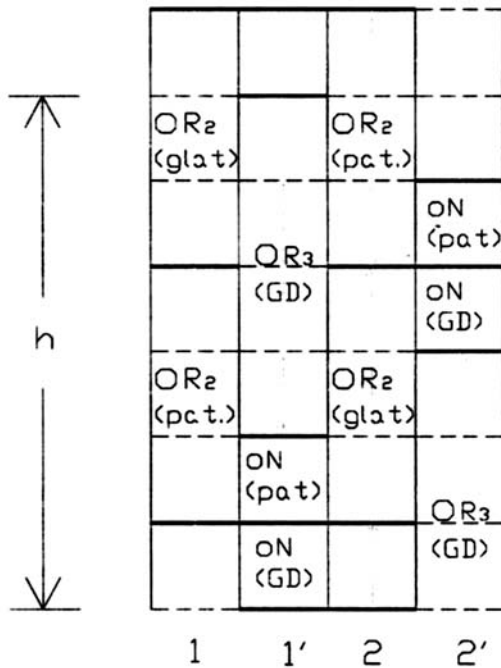 OR2 OR2
(glat) (pat.)
oN
(pat)
OR3
(GD)
oN
(GD)
h
OR2 OR2
(pat.) (glat)
oN
(pat)
OR3
(GD)
oN
(GD)
1 1' 2 2'